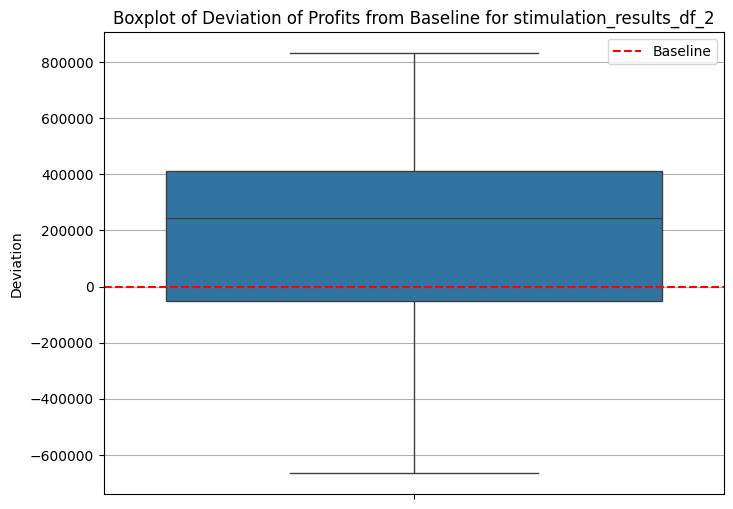 Boxplot of Deviation of Profits from Baseline for stimulation_results_df_2
Baseline
800000
600000
400000
200000
0
−200000
−400000
−600000
Deviation